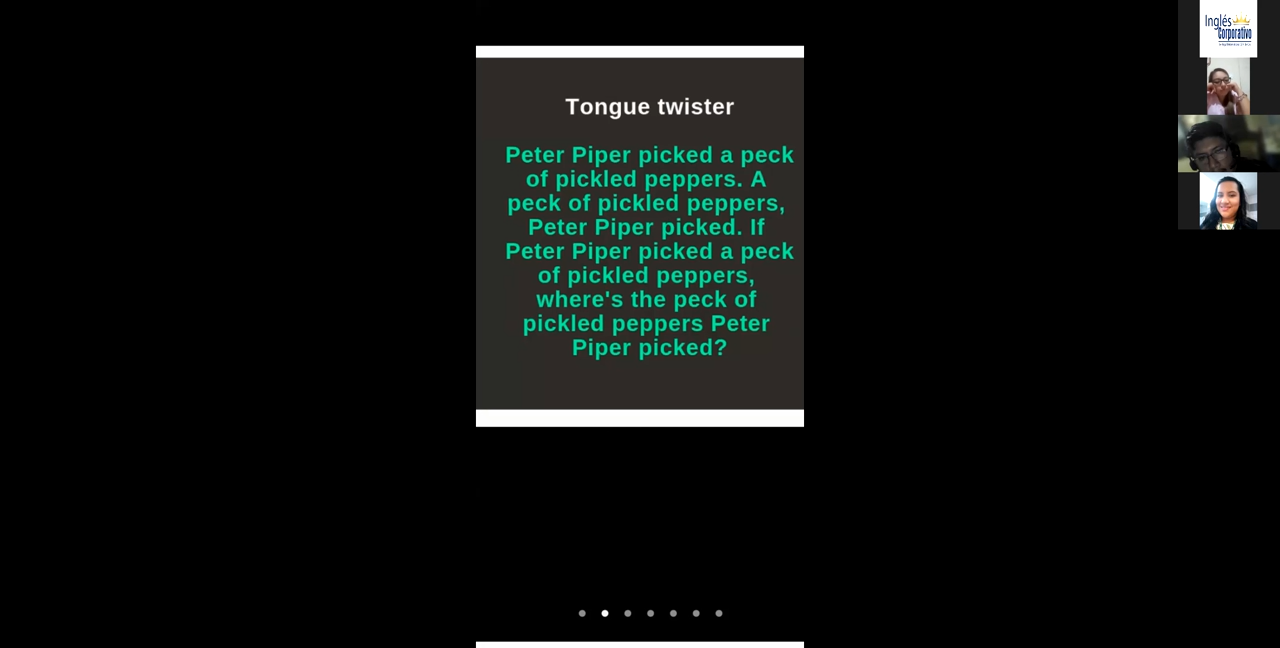 Tongue twister
Peter Piper picked a peck
of pickled peppers. A
peck of pickled peppers,
Peter Piper picked. If
Peter Piper picked a peck
of pickled peppers,
where's the peck of
pickled peppers Peter
Piper picked?
Inglés
Corporativo